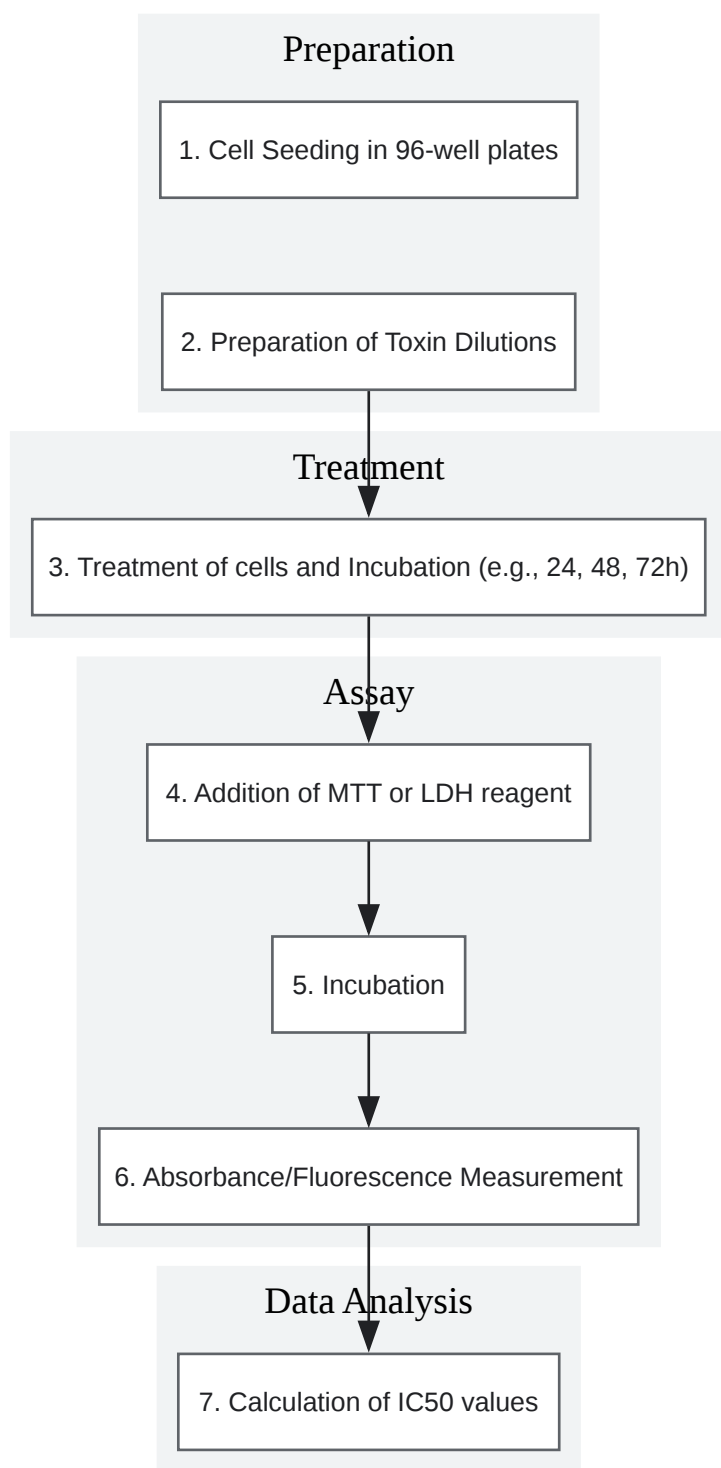 Preparation
1. Cell Seeding in 96-well plates
2. Preparation of Toxin Dilutions
Treatment
3. Treatment of cells and Incubation (e.g., 24, 48, 72h)
Assay
4. Addition of MTT or LDH reagent
5. Incubation
6. Absorbance/Fluorescence Measurement
Data Analysis
7. Calculation of IC50 values